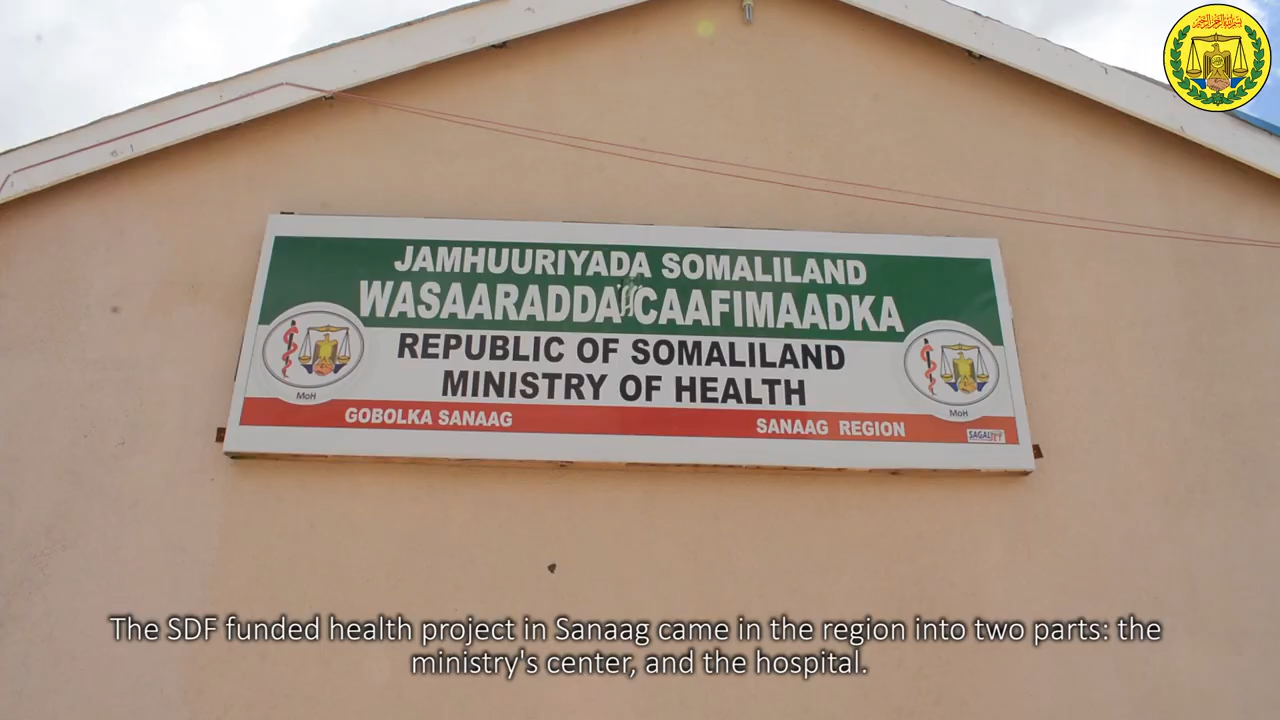 JAMHUURIYADA SOMALILAND
WASAARADDA CAAFIMAADKA
REPUBLIC OF SOMALILAND
MINISTRY OF HEALTH
MoH
MoH
GOBOLKA SANAAG
SANAAG REGION
The SDF funded health project in Sanaag came in the region into two parts: the
ministry's center, and the hospital.